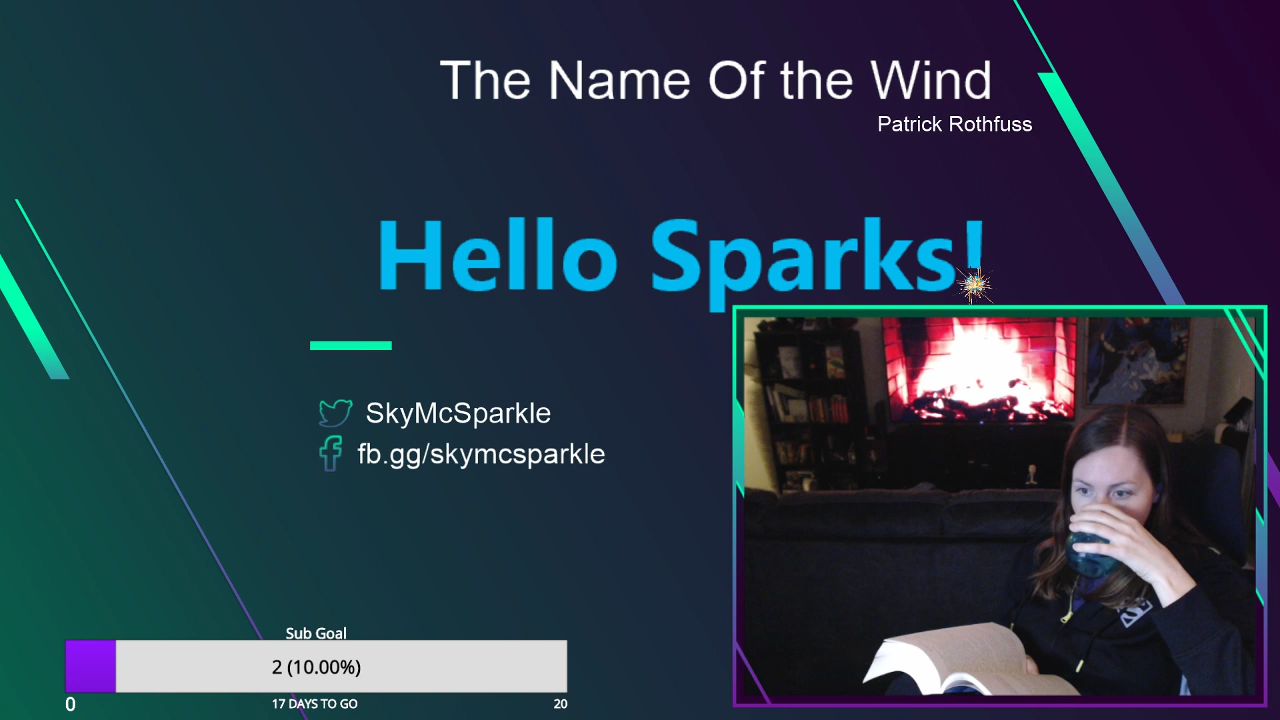 The Name Of the Wind
Patrick Rothfuss
Hello Sparks!
SkyMcSparkle
fb.gg/skymcsparkle
Sub Goal
2 (10.00%)
0
17 DAYS TO GO
20